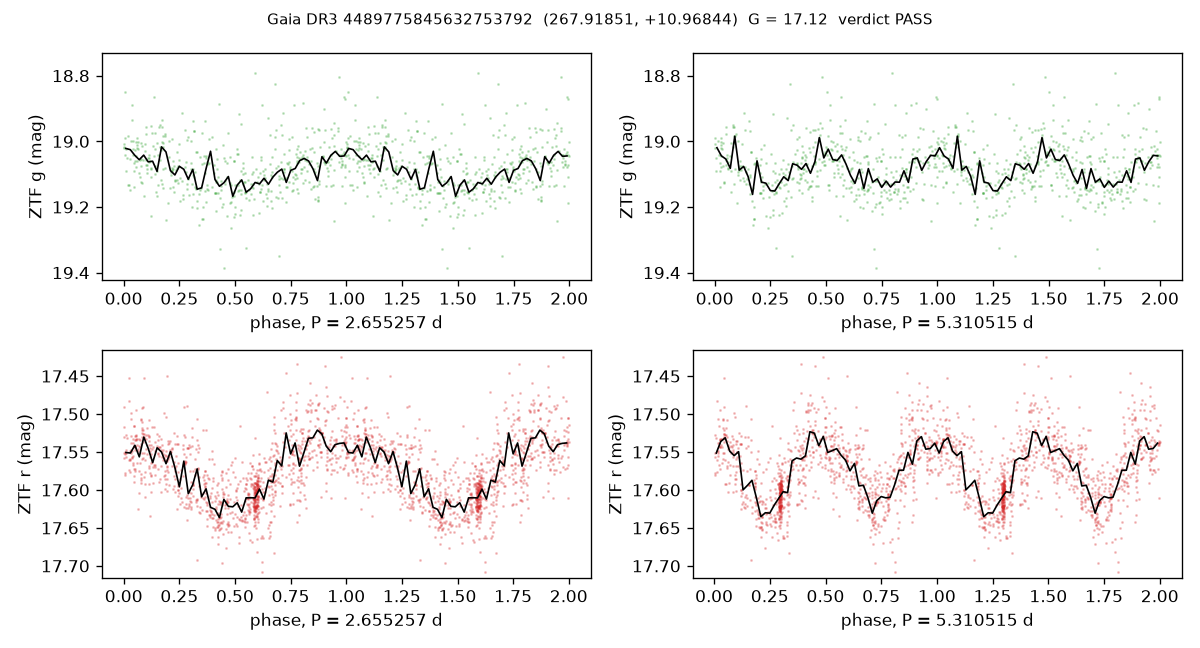 Gaia DR3 4489775845632753792 (267.91851, +10.96844) G = 17.12 verdict PASS
ZTF g (mag)
18.8
19.0
19.2
19.4
0.00 0.25 0.50 0.75 1.00 1.25 1.50 1.75 2.00
phase, P = 2.655257 d
ZTF g (mag)
18.8
19.0
19.2
19.4
0.00 0.25 0.50 0.75 1.00 1.25 1.50 1.75 2.00
phase, P = 5.310515 d
ZTF r (mag)
17.45
17.50
17.55
17.60
17.65
17.70
0.00 0.25 0.50 0.75 1.00 1.25 1.50 1.75 2.00
phase, P = 2.655257 d
ZTF r (mag)
17.45
17.50
17.55
17.60
17.65
17.70
0.00 0.25 0.50 0.75 1.00 1.25 1.50 1.75 2.00
phase, P = 5.310515 d